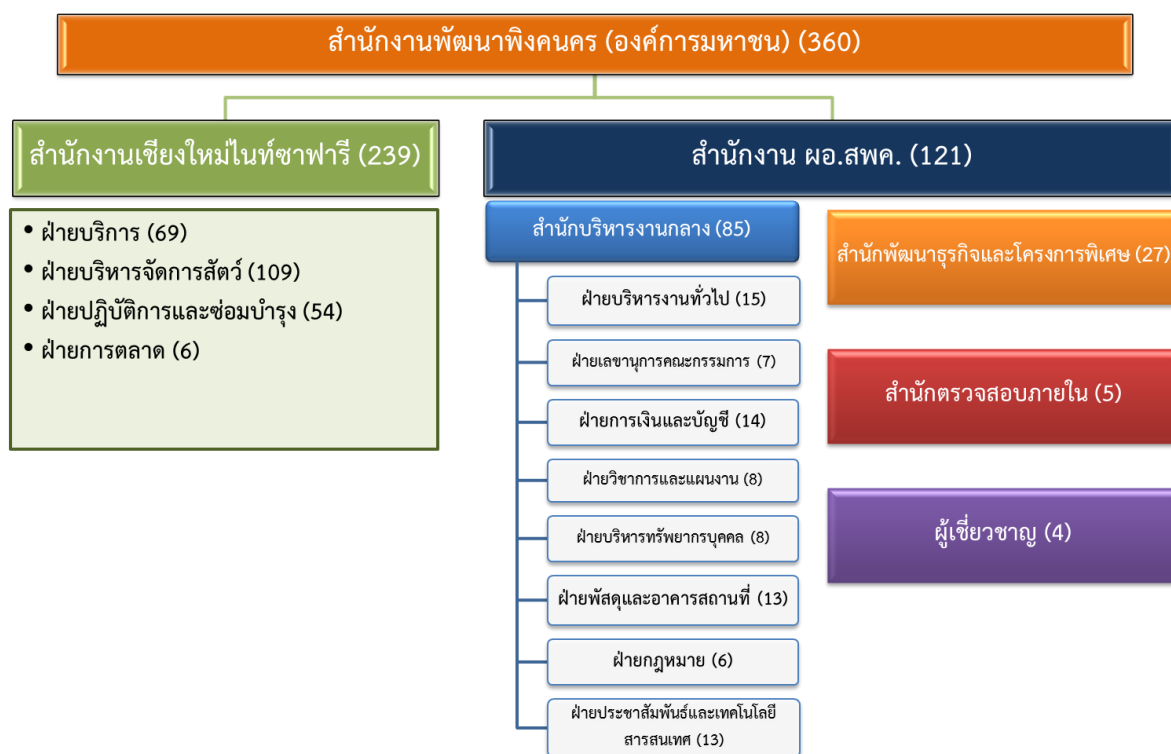 สำนักงานพัฒนาพิงคนคร (องค์การมหาชน) (360)
สำนักงานเชียงใหม่ไนท์ซาฟารี (239)
• ฝ่ายบริการ (69)
• ฝ่ายบริหารจัดการสัตว์ (109)
• ฝ่ายปฏิบัติการและซ่อมบำรุง (54)
• ฝ่ายการตลาด (6)
สำนักงาน ผอ.สพค. (121)
สำนักบริหารงานกลาง (85)
ฝ่ายบริหารงานทั่วไป (15)
ฝ่ายเลขานุการคณะกรรมการ (7)
ฝ่ายการเงินและบัญชี (14)
ฝ่ายวิชาการและแผนงาน (8)
ฝ่ายบริหารทรัพยากรบุคคล (8)
ฝ่ายพัสดุและอาคารสถานที่ (13)
ฝ่ายกฎหมาย (6)
ฝ่ายประชาสัมพันธ์และเทคโนโลยี
สารสนเทศ (13)
สำนักพัฒนาธุรกิจและโครงการพิเศษ (27)
สำนักตรวจสอบภายใน (5)
ผู้เชี่ยวชาญ (4)